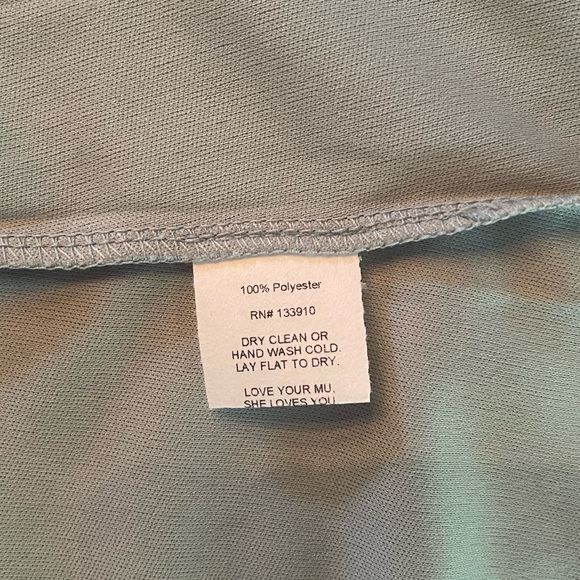 100% Polyester
RN# 133910
DRY CLEAN OR
HAND WASH COLD.
LAY FLAT TO DRY.
LOVE YOUR MU,
SHE LOVES YOU